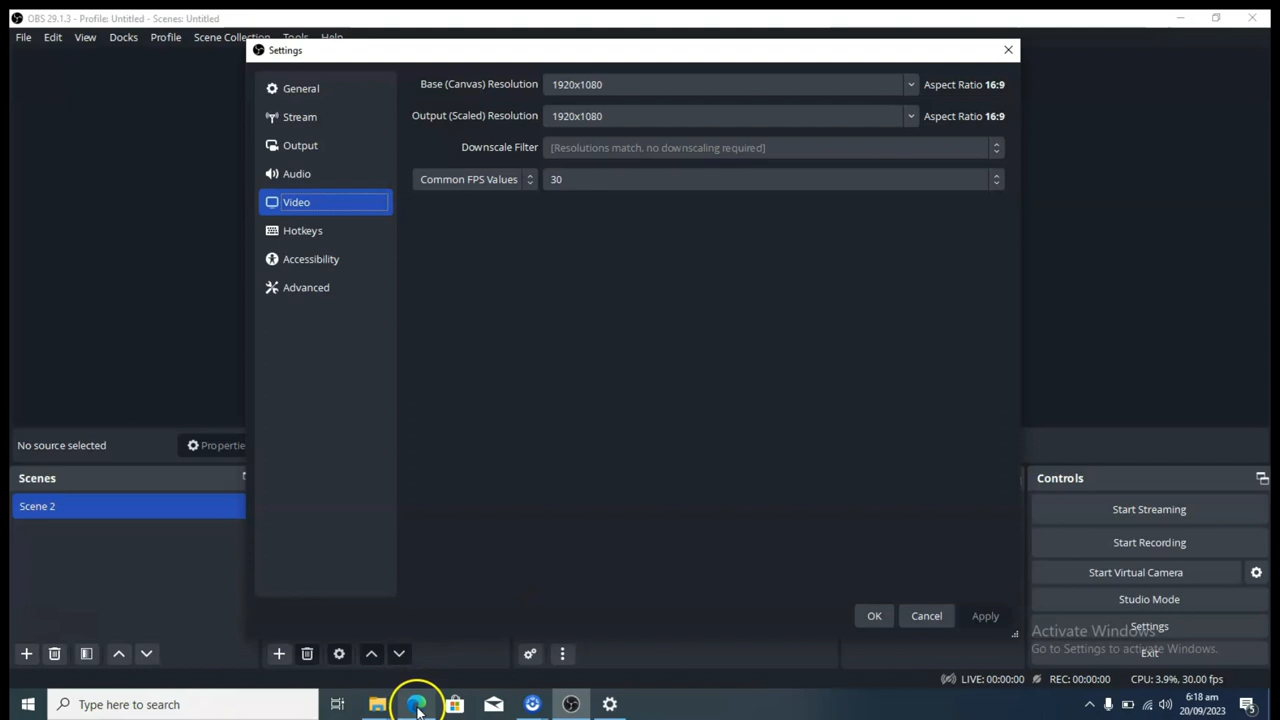 OBS 29.1.3 - Profile: Untitled - Scenes: Untitled
File Edit View Docks Profile Scene Collection Tools Help
Settings
General
Stream
Output
Audio
Video
Hotkeys
Accessibility
Advanced
Base (Canvas) Resolution 1920x1080 Aspect Ratio 16:9
Output (Scaled) Resolution 1920x1080 Aspect Ratio 16:9
Downscale Filter [Resolutions match, no downscaling required]
Common FPS Values 30
OK Cancel Apply
No source selected Propertie
Scenes
Scene 2
Controls
Start Streaming
Start Recording
Start Virtual Camera
Studio Mode
Settings
Exit
Activate Windows
Go to Settings to activate Windows.
LIVE: 00:00:00 REC: 00:00:00 CPU: 3.9%, 30.00 fps
Type here to search
6:18 am
20/09/2023
5